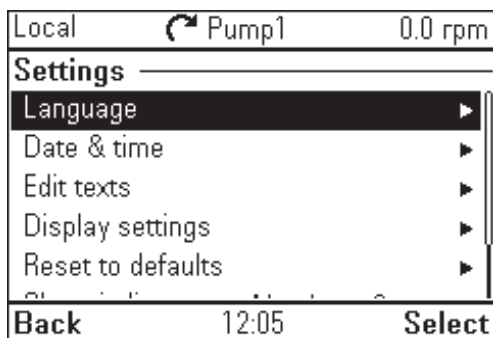 Local Pump1 0.0 rpm
Settings
Language
Date & time
Edit texts
Display settings
Reset to defaults
Back 12:05 Select